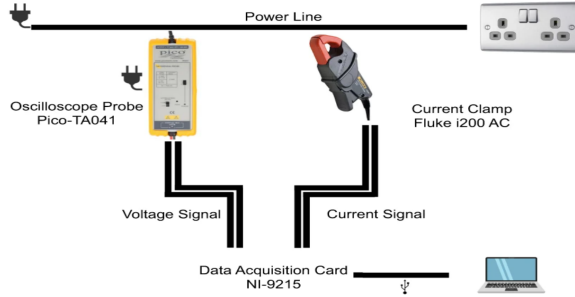 Power Line
Oscilloscope Probe
Pico-TA041
Current Clamp
Fluke i200 AC
Voltage Signal
Current Signal
Data Acquisition Card
NI-9215